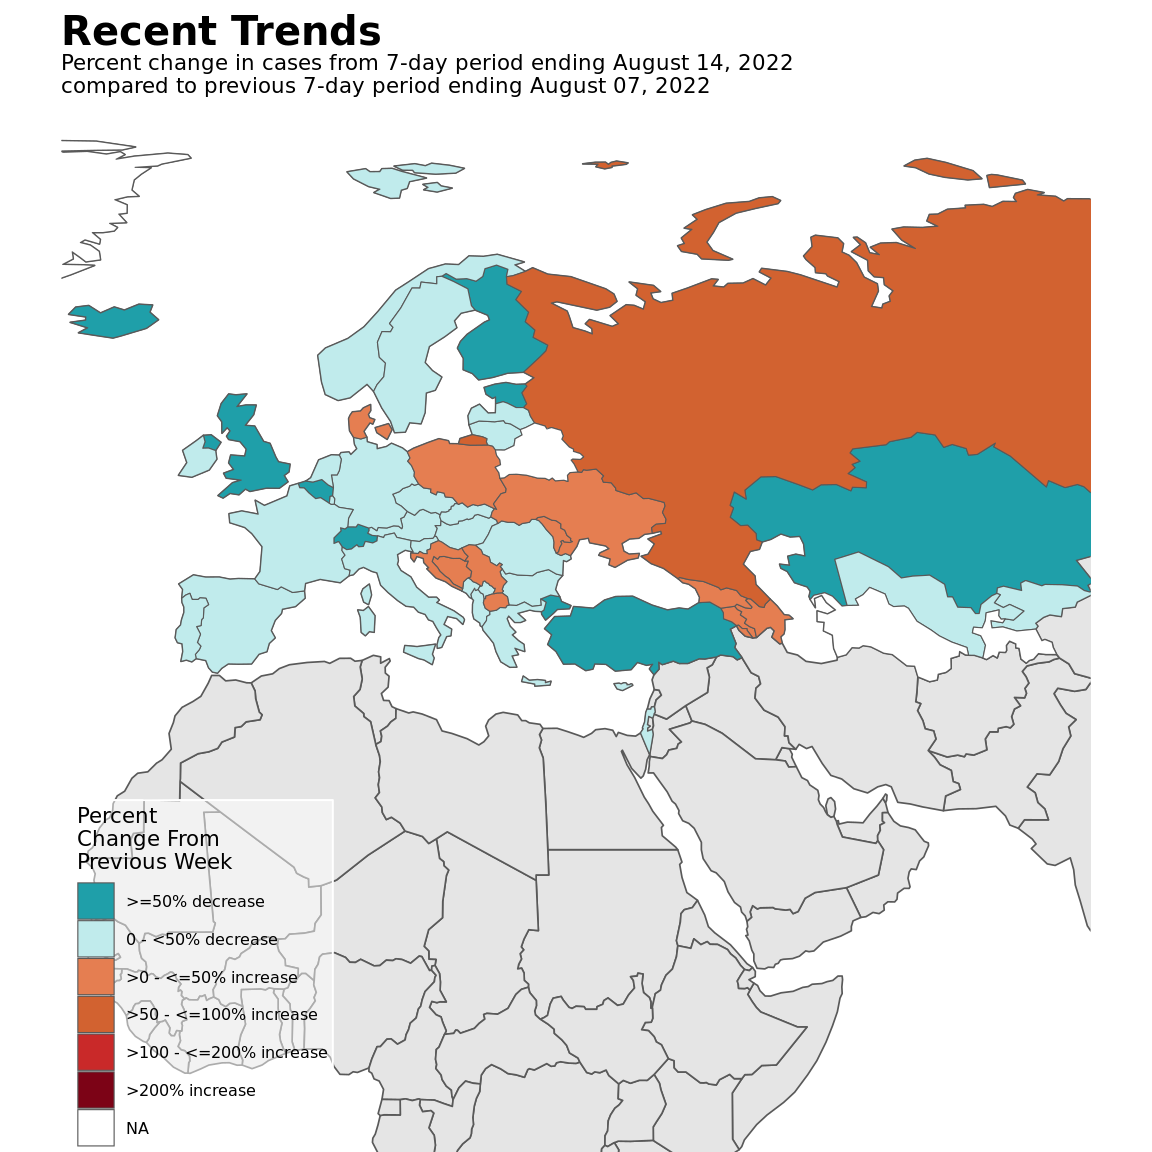 Recent Trends
Percent change in cases from 7-day period ending August 14, 2022
compared to previous 7-day period ending August 07, 2022
Percent
Change From
Previous Week
>=50% decrease
0 - <50% decrease
>0 - <=50% increase
>50 - <=100% increase
>100 - <=200% increase
>200% increase
NA